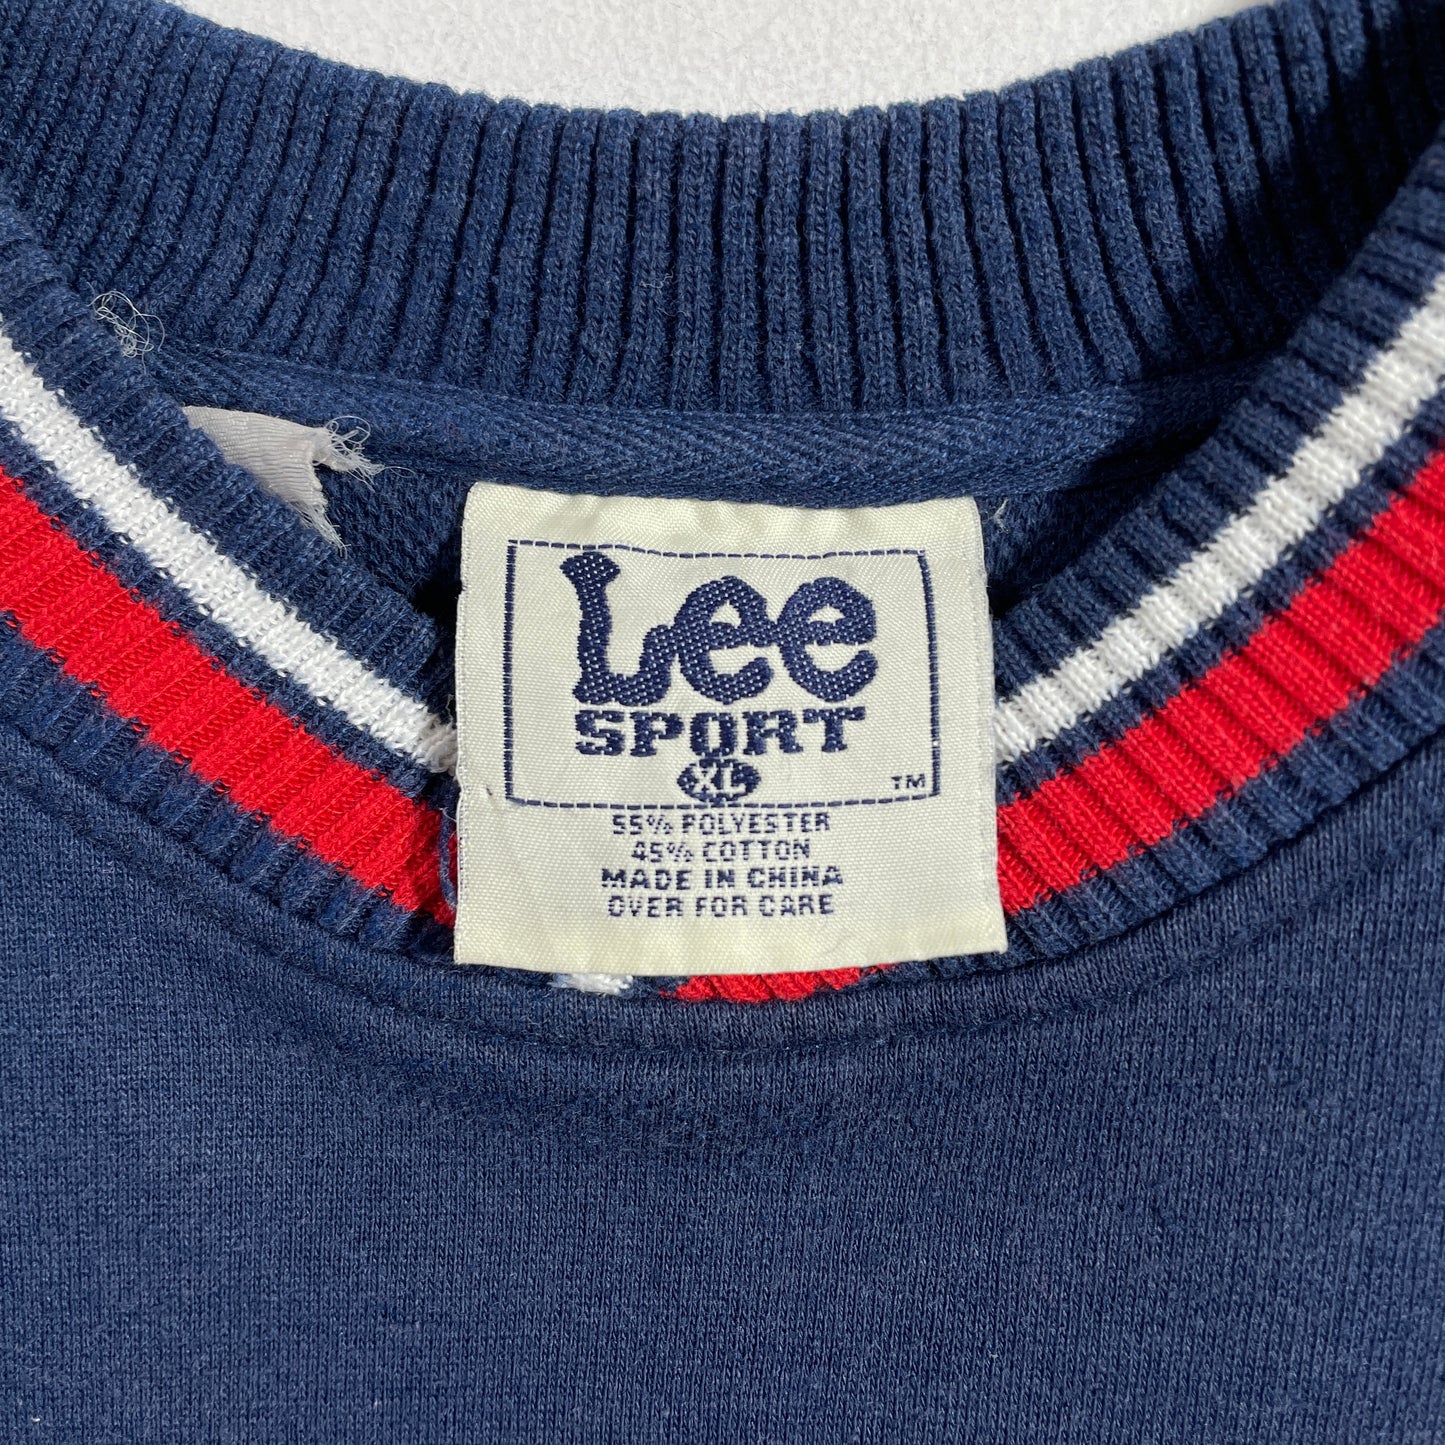 Lee
SPORT
XL
TM
55% POLYESTER
45% COTTON
MADE IN CHINA
OVER FOR CARE